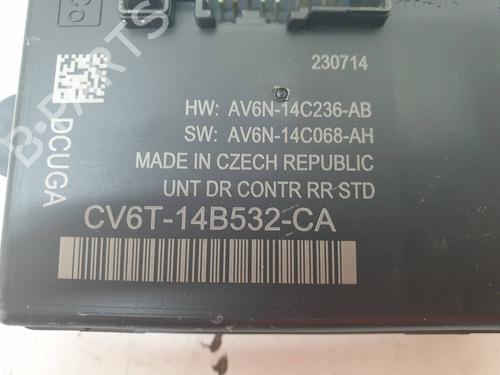 230714
HW: AV6N-14C236-AB
SW: AV6N-14C068-AH
MADE IN CZECH REPUBLIC
UNT DR CONTR RR STD
CV6T-14B532-CA
DCUGA
B-PARTS